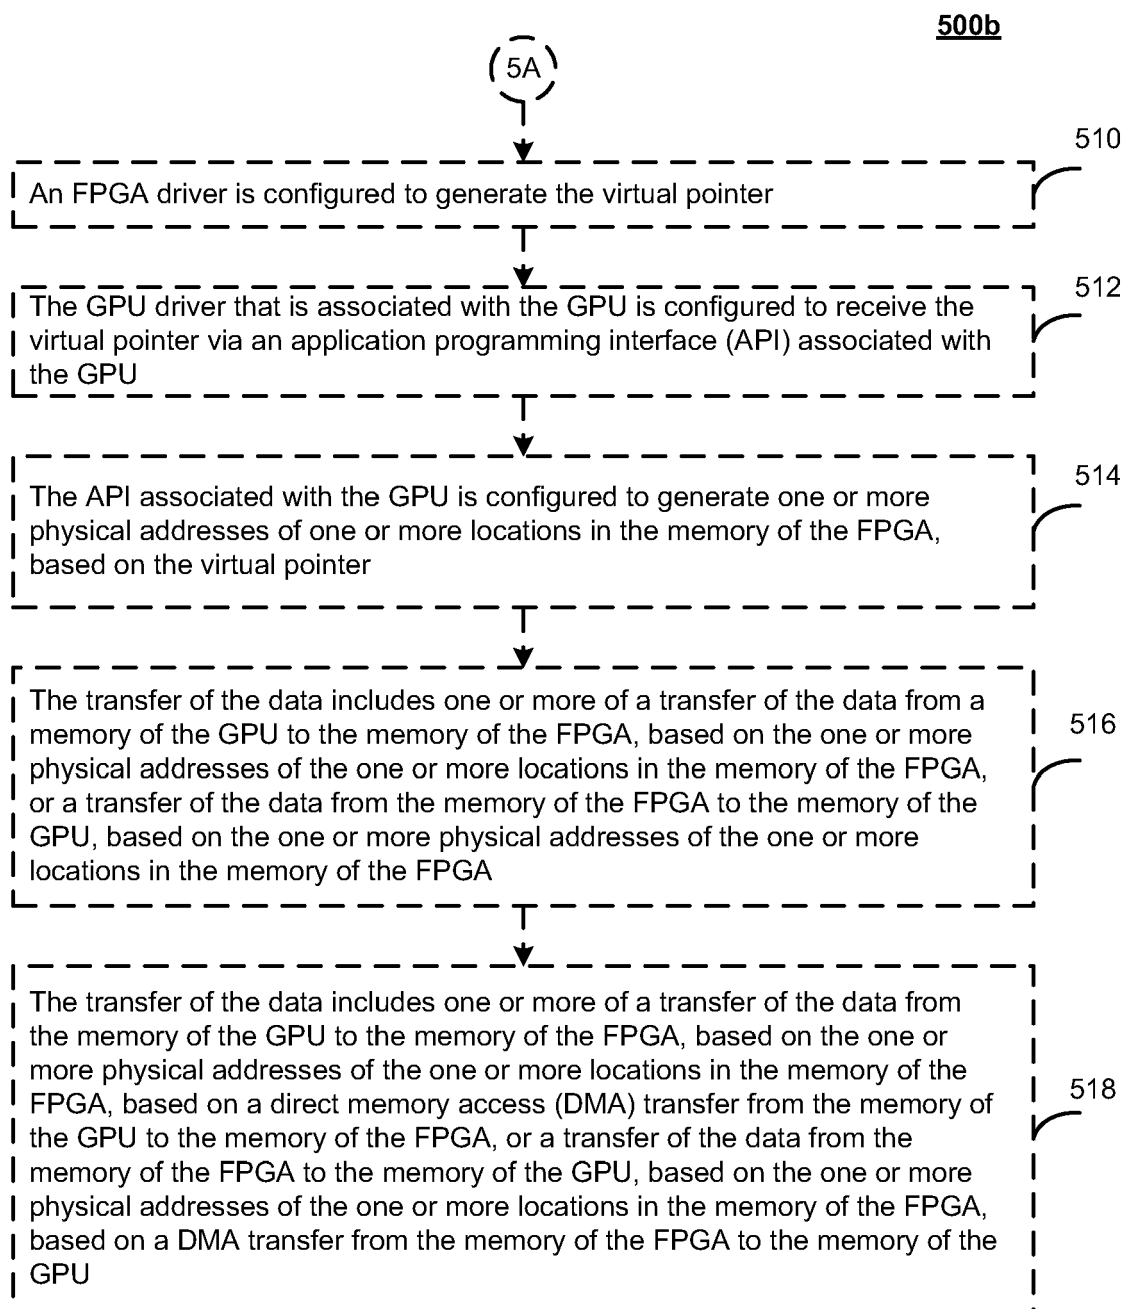 500b
5A
510
An FPGA driver is configured to generate the virtual pointer
512
The GPU driver that is associated with the GPU is configured to receive the
virtual pointer via an application programming interface (API) associated with
the GPU
514
The API associated with the GPU is configured to generate one or more
physical addresses of one or more locations in the memory of the FPGA,
based on the virtual pointer
516
The transfer of the data includes one or more of a transfer of the data from a
memory of the GPU to the memory of the FPGA, based on the one or more
physical addresses of the one or more locations in the memory of the FPGA,
or a transfer of the data from the memory of the FPGA to the memory of the
GPU, based on the one or more physical addresses of the one or more
locations in the memory of the FPGA
518
The transfer of the data includes one or more of a transfer of the data from
the memory of the GPU to the memory of the FPGA, based on the one or
more physical addresses of the one or more locations in the memory of the
FPGA, based on a direct memory access (DMA) transfer from the memory of
the GPU to the memory of the FPGA, or a transfer of the data from the
memory of the FPGA to the memory of the GPU, based on the one or more
physical addresses of the one or more locations in the memory of the FPGA,
based on a DMA transfer from the memory of the FPGA to the memory of the
GPU